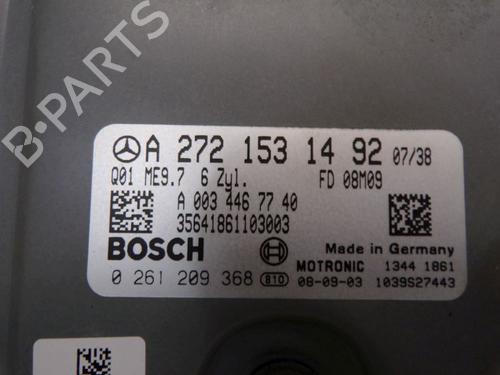 A 272 153 14 92 07/38
Q01 ME9.7 6 Zyl. FD 08M09
A 003 446 77 40
35641861103003
BOSCH
Made in Germany
MOTRONIC 1344 1861
0 261 209 368 810 08-09-03 1039S27443
B-PARTS